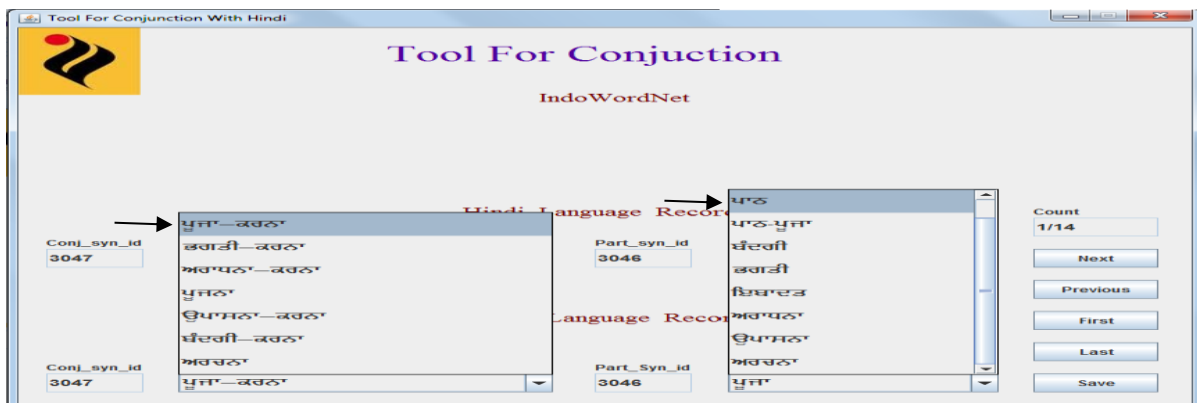 Tool For Conjunction With Hindi
Tool For Conjuction
IndoWordNet
Hindi Language Recor
Conj_syn_id
3047
ਪੂਜਾ—ਕਰਨਾ
ਭਗਤੀ—ਕਰਨਾ
ਅਰਾਧਨਾ—ਕਰਨਾ
ਪੂਜਨਾ
ਉਪਾਸਨਾ—ਕਰਨਾ
ਬੰਦਗੀ—ਕਰਨਾ
ਅਰਚਨਾ
Part_syn_id
3046
ਪਾਠ
ਪਾਠ-ਪੂਜਾ
ਬੰਦਗੀ
ਭਗਤੀ
ਇਬਾਦਤ
ਅਰਾਧਨਾ
ਉਪਾਸਨਾ
ਅਰਚਨਾ
Count
1/14
Next
Previous
First
Last
Save
Language Reco
Conj_syn_id
3047
ਪੂਜਾ—ਕਰਨਾ
Part_Syn_id
3046
ਪੂਜਾ